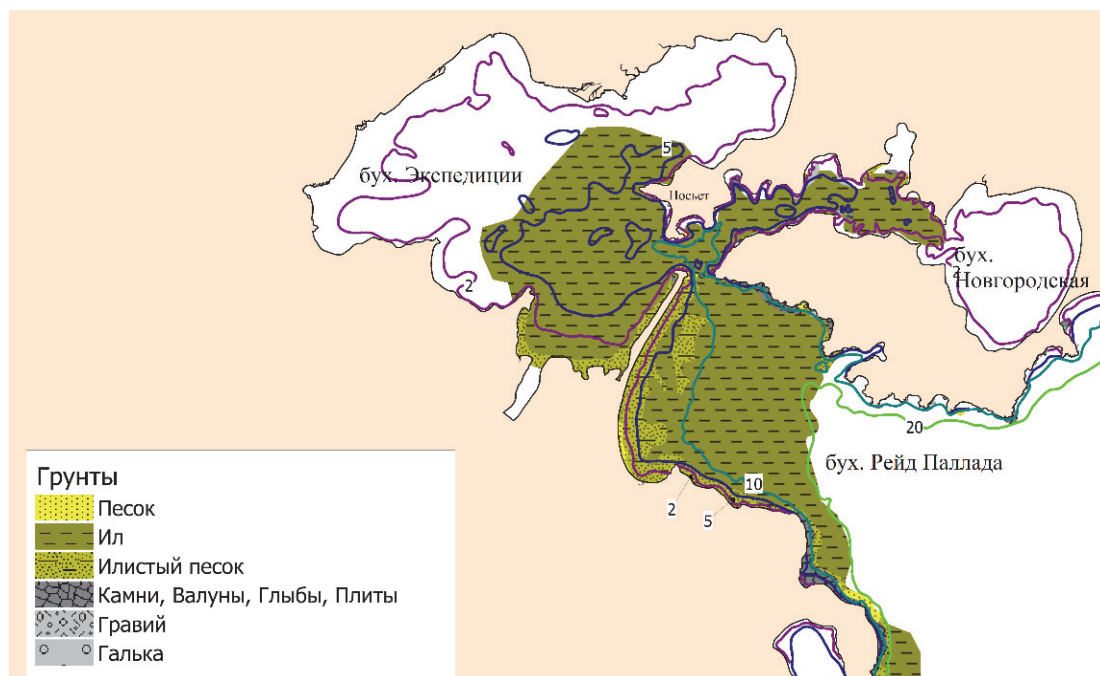 5
бух. Экспедиции
Посьет
бух.
2
Новгородская
2
20
бух. Рейд Паллада
10
2
5
Грунты
Песок
Ил
Илистый песок
Камни, Валуны, Глыбы, Плиты
Гравий
Галька